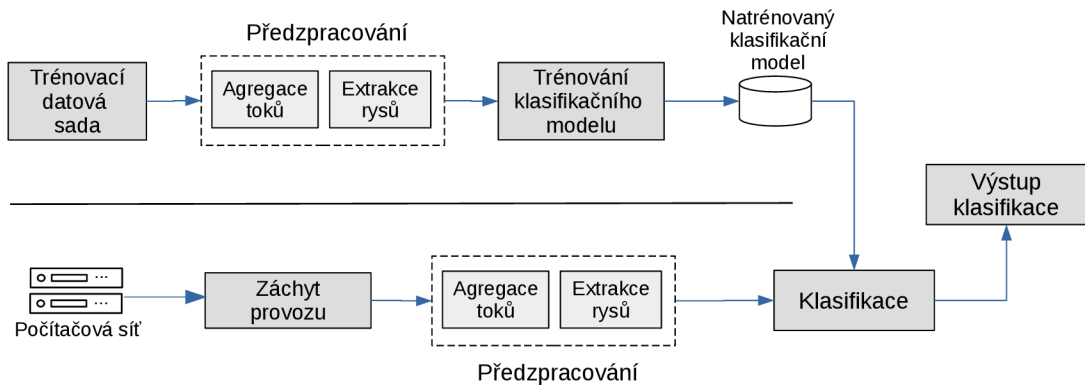 Předzpracování
Trénovací
datová
sada
Agregace
toků
Extrakce
rysů
Trénování
klasifikačního
modelu
Natrénovaný
klasifikační
model
Výstup
klasifikace
Počítačová síť
Záchyt
provozu
Agregace
toků
Extrakce
rysů
Předzpracování
Klasifikace